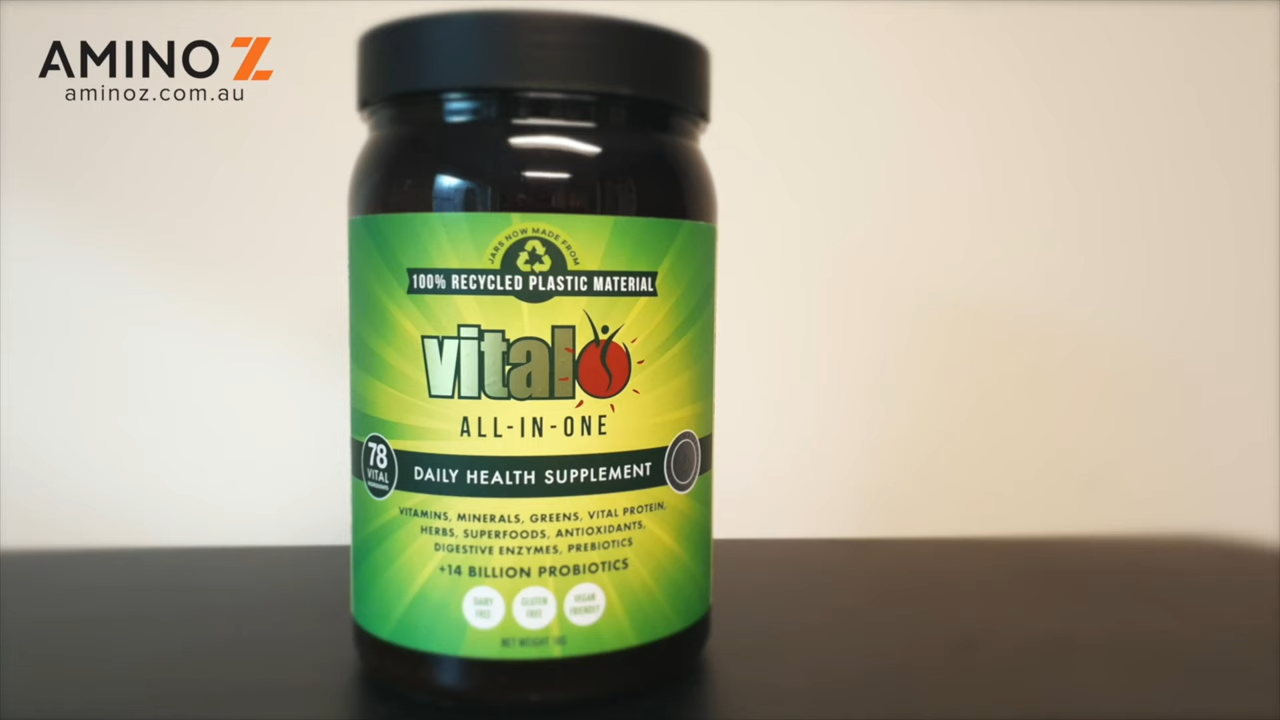 AMINO Z
aminoz.com.au
JARS NOW MADE FROM
100% RECYCLED PLASTIC MATERIAL
vital
ALL-IN-ONE
78
VITAL
INGREDIENTS
DAILY HEALTH SUPPLEMENT
VITAMINS, MINERALS, GREENS, VITAL PROTEIN,
HERBS, SUPERFOODS, ANTIOXIDANTS,
DIGESTIVE ENZYMES, PREBIOTICS
+14 BILLION PROBIOTICS
DAIRY
FREE
GLUTEN
FREE
VEGAN
FRIENDLY
NET WEIGHT